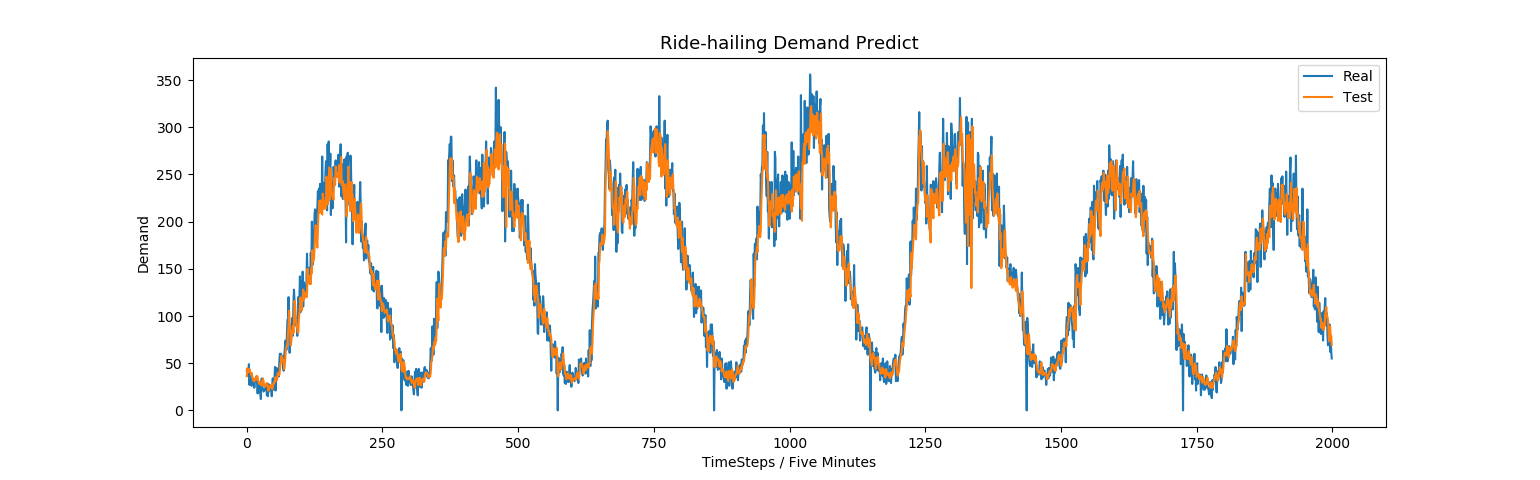 Ride-hailing Demand Predict
Real
Test
Demand
350
300
250
200
150
100
50
0
0 250 500 750 1000 1250 1500 1750 2000
TimeSteps / Five Minutes